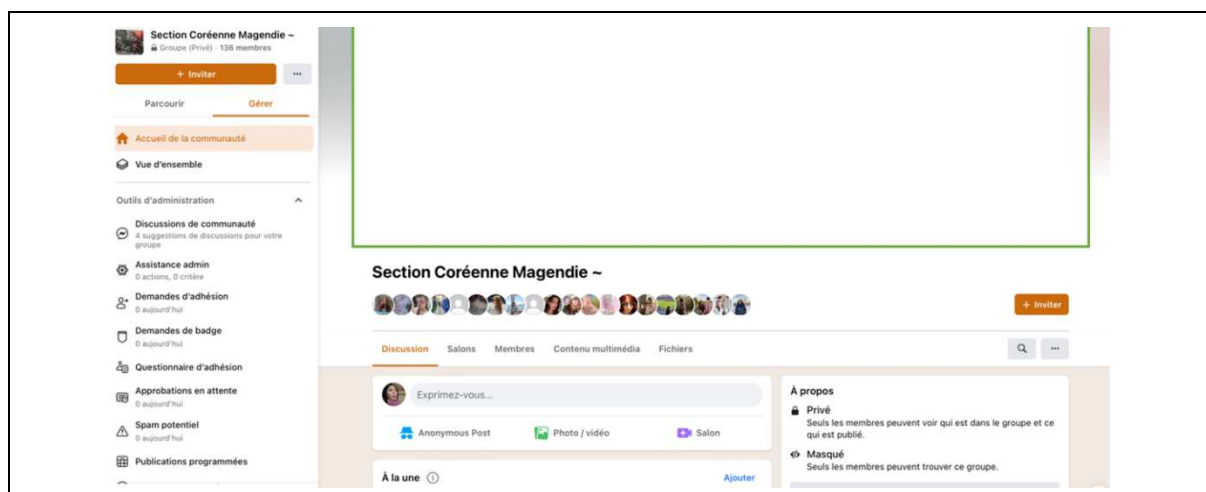 Section Coréenne Magendie ~
Groupe (Privé) · 136 membres
+ Inviter
...
Parcourir
Gérer
Accueil de la communauté
Vue d'ensemble
Outils d'administration
Discussions de communauté
4 suggestions de discussions pour votre
groupe
Assistance admin
0 actions, 0 critère
Demandes d'adhésion
0 aujourd'hui
Demandes de badge
0 aujourd'hui
Questionnaire d'adhésion
Approbations en attente
0 aujourd'hui
Spam potentiel
0 aujourd'hui
Publications programmées
Section Coréenne Magendie ~
+ Inviter
Discussion
Salons
Membres
Contenu multimédia
Fichiers
...
Exprimez-vous...
Anonymous Post
Photo / vidéo
Salon
À la une
Ajouter
À propos
Privé
Seuls les membres peuvent voir qui est dans le groupe et ce
qui est publié.
Masqué
Seuls les membres peuvent trouver ce groupe.